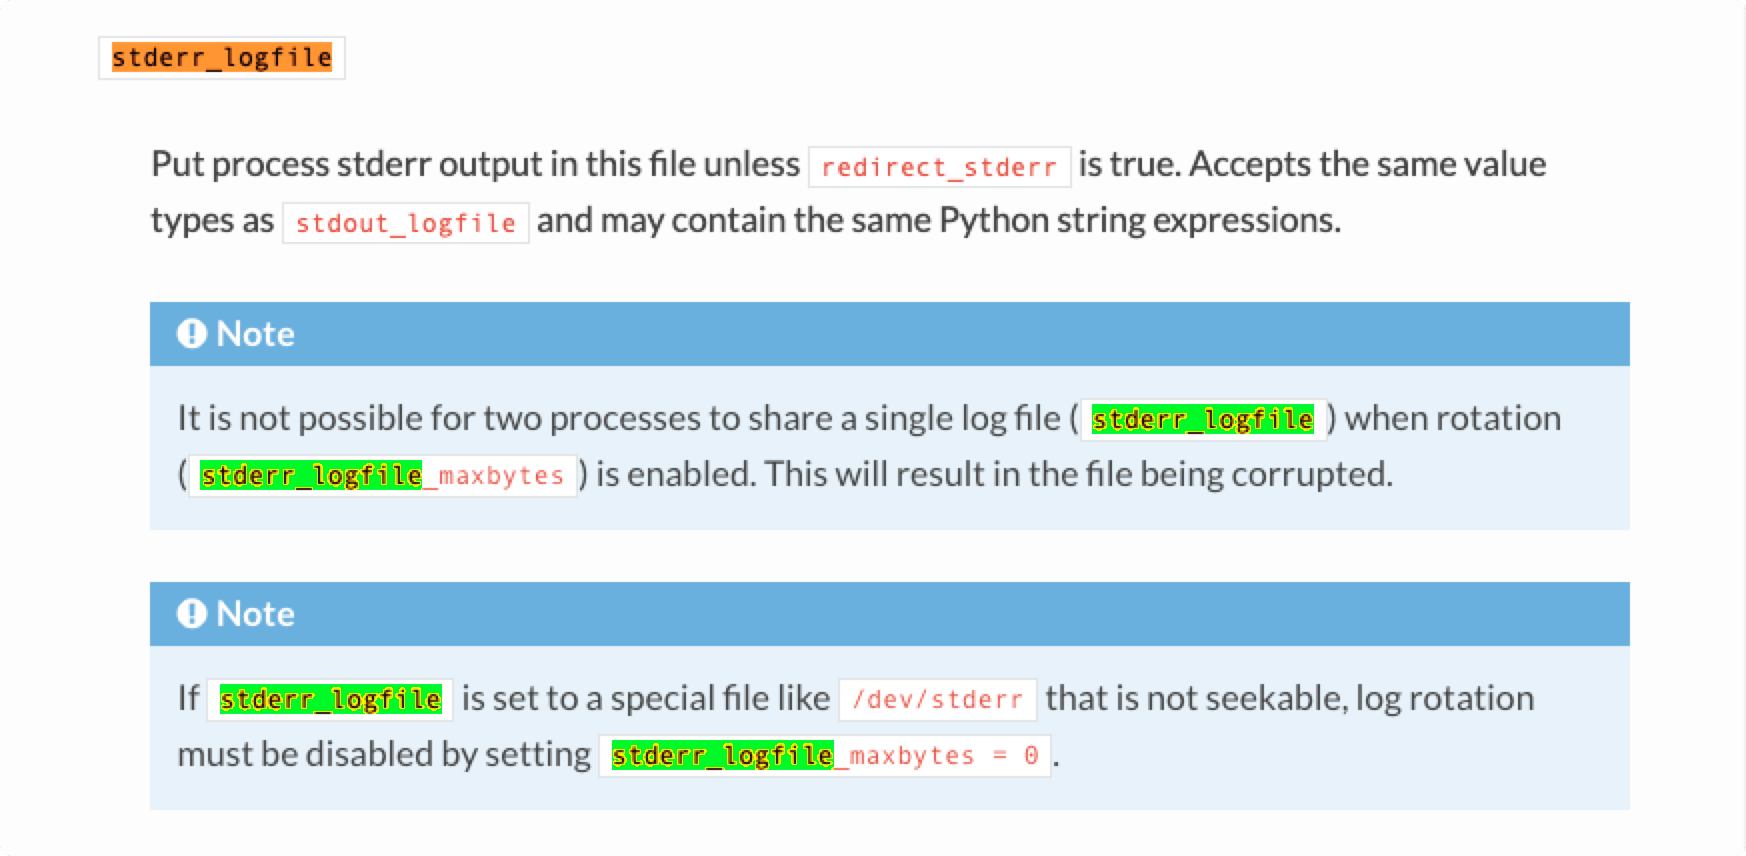 stderr_logfile
Put process stderr output in this file unless redirect_stderr is true. Accepts the same value
types as stdout_logfile and may contain the same Python string expressions.
Note
It is not possible for two processes to share a single log file ( stderr_logfile ) when rotation
( stderr_logfile_maxbytes ) is enabled. This will result in the file being corrupted.
Note
If stderr_logfile is set to a special file like /dev/stderr that is not seekable, log rotation
must be disabled by setting stderr_logfile_maxbytes = 0 .